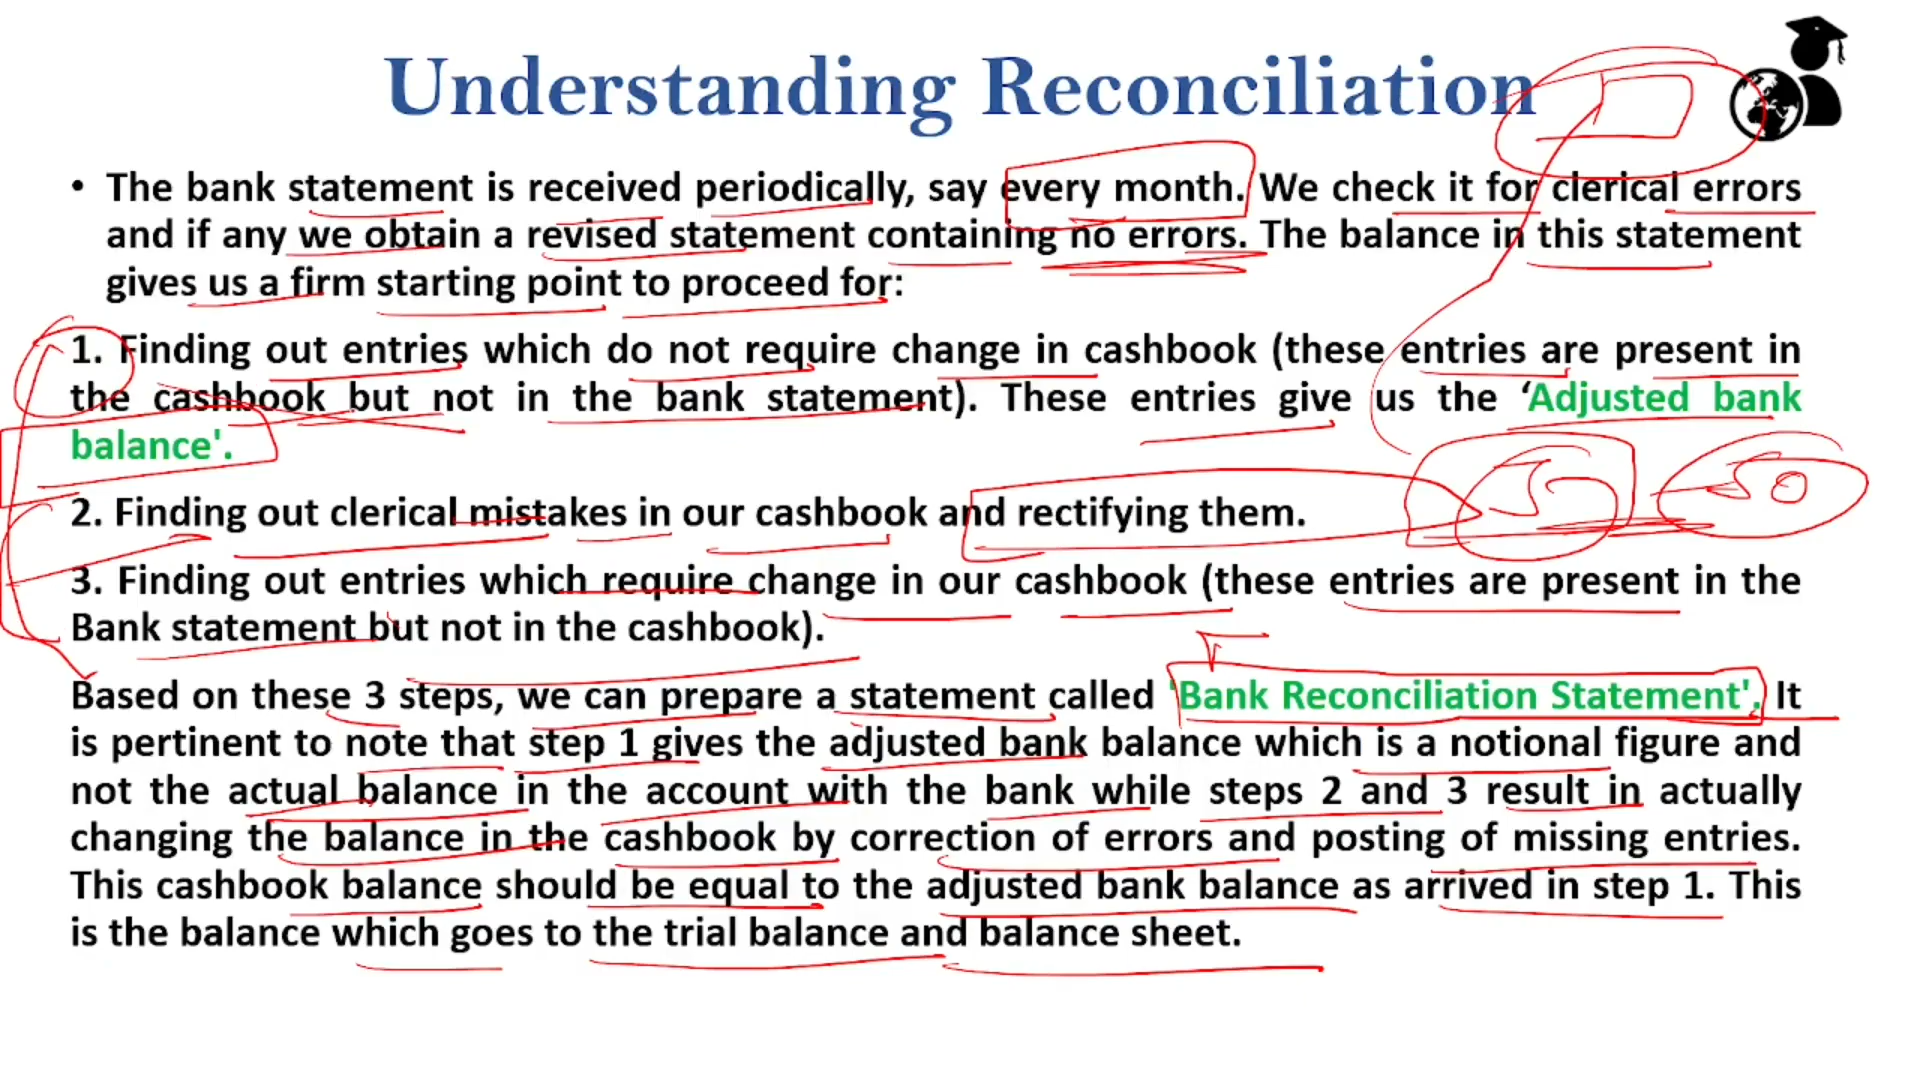 Understanding Reconciliation
• The bank statement is received periodically, say every month. We check it for clerical errors
and if any we obtain a revised statement containing no errors. The balance in this statement
gives us a firm starting point to proceed for:
1. Finding out entries which do not require change in cashbook (these entries are present in
the cashbook but not in the bank statement). These entries give us the ‘Adjusted bank
balance'.
2. Finding out clerical mistakes in our cashbook and rectifying them.
3. Finding out entries which require change in our cashbook (these entries are present in the
Bank statement but not in the cashbook).
Based on these 3 steps, we can prepare a statement called 'Bank Reconciliation Statement'. It
is pertinent to note that step 1 gives the adjusted bank balance which is a notional figure and
not the actual balance in the account with the bank while steps 2 and 3 result in actually
changing the balance in the cashbook by correction of errors and posting of missing entries.
This cashbook balance should be equal to the adjusted bank balance as arrived in step 1. This
is the balance which goes to the trial balance and balance sheet.